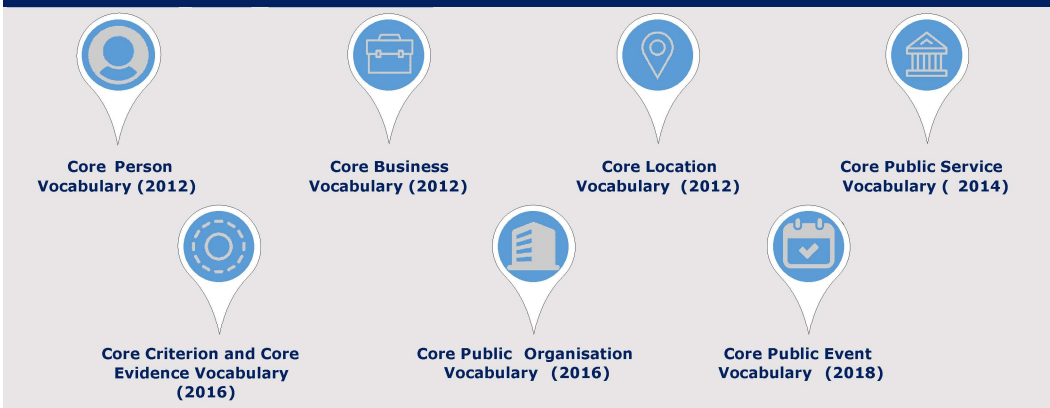 Core Person
Vocabulary (2012)
Core Business
Vocabulary (2012)
Core Location
Vocabulary (2012)
Core Public Service
Vocabulary ( 2014)
Core Criterion and Core
Evidence Vocabulary
(2016)
Core Public Organisation
Vocabulary (2016)
Core Public Event
Vocabulary (2018)